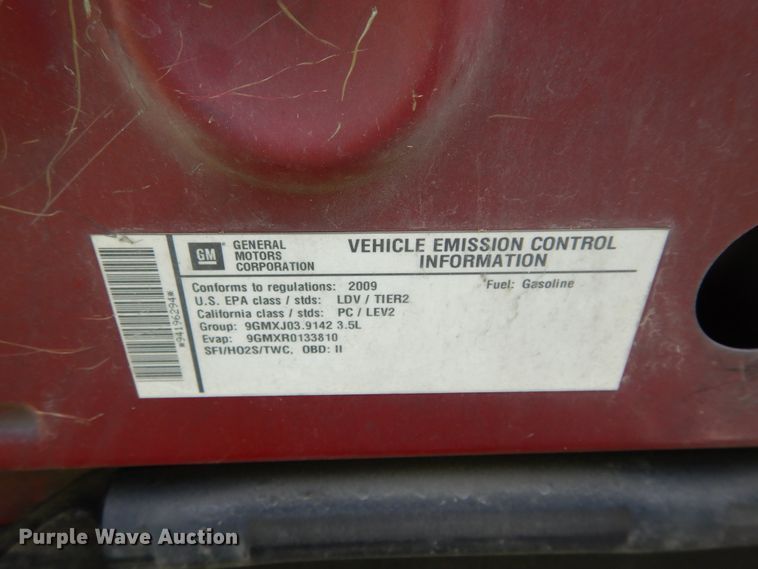 GM
GENERAL
MOTORS
CORPORATION
VEHICLE EMISSION CONTROL
INFORMATION
Conforms to regulations: 2009
Fuel: Gasoline
U.S. EPA class / stds: LDV / TIER2
California class / stds: PC / LEV2
Group: 9GMXJ03.9142 3.5L
Evap: 9GMXR0133810
SFI/HO2S/TWC, OBD: II
*94196294*
Purple Wave Auction